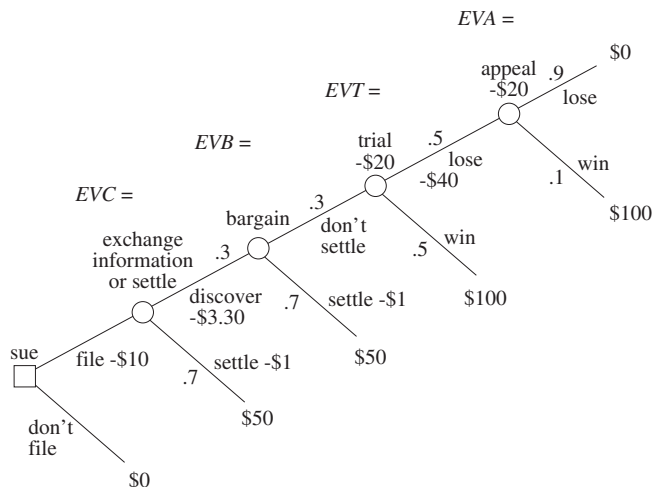 EVA =
$0
appeal
-$20
.9
lose
EVT =
trial
-$20
.5
lose
-$40
win
.1
$100
EVB =
bargain
.3
don't
settle
.5
win
$100
EVC =
exchange
information
or settle
.3
discover
-$3.30
.7
settle -$1
$50
sue
file -$10
.7
settle -$1
$50
don't
file
$0